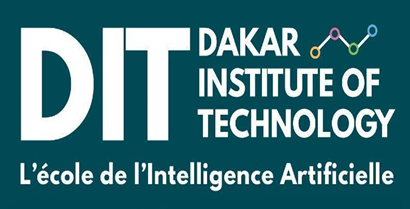 DIT DAKAR
INSTITUTE OF
TECHNOLOGY
L'école de l'Intelligence Artificielle